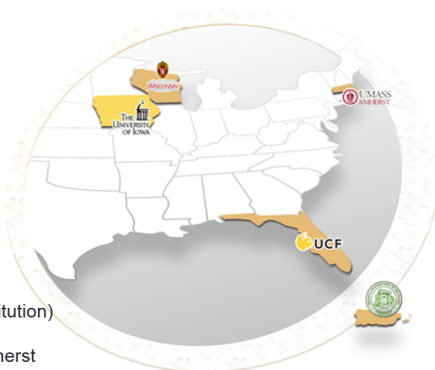 WISCONSIN
THE
UNIVERSITY
OF IOWA
UMASS
AMHERST
UCF
itution)
herst